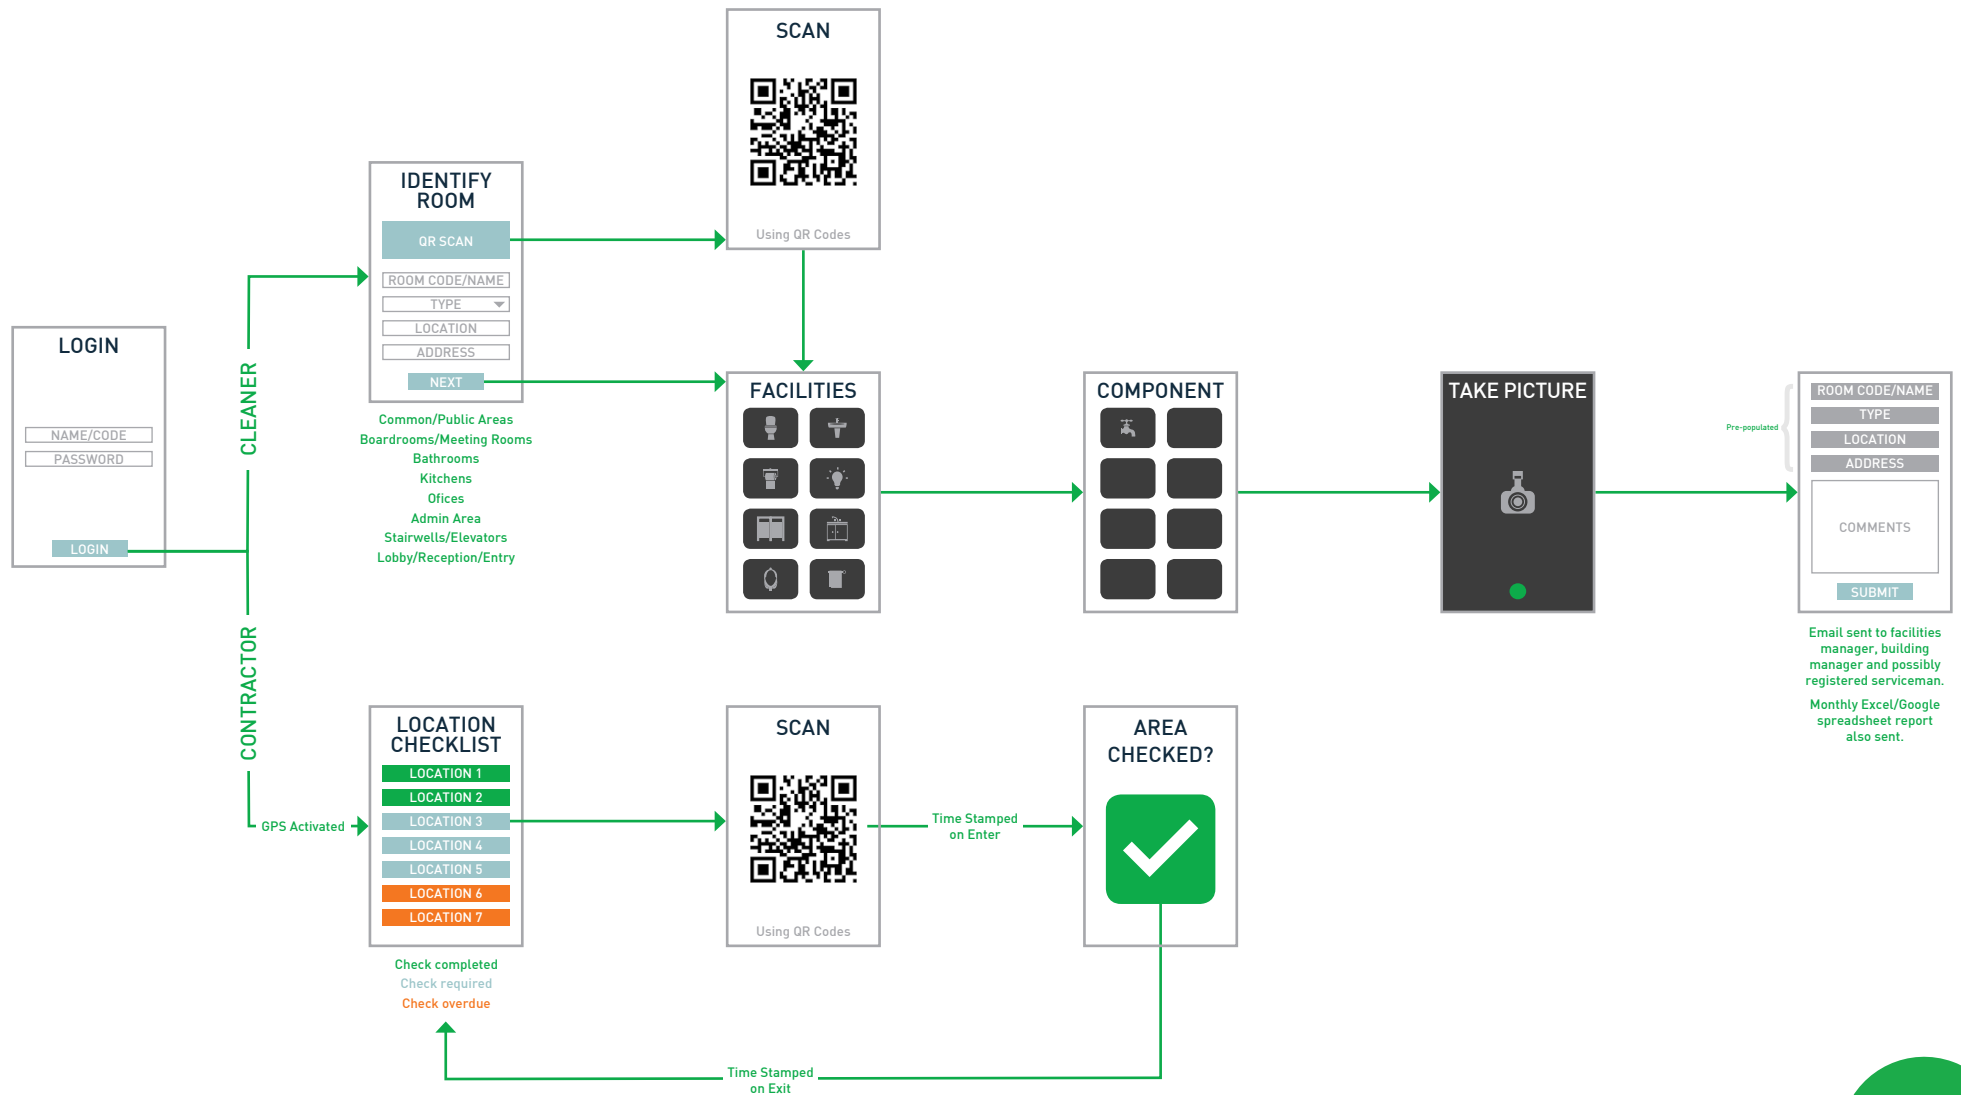 LOGIN
NAME/CODE
PASSWORD
LOGIN
CLEANER
CONTRACTOR
IDENTIFY
ROOM
QR SCAN
ROOM CODE/NAME
TYPE
LOCATION
ADDRESS
NEXT
Common/Public Areas
Boardrooms/Meeting Rooms
Bathrooms
Kitchens
Ofices
Admin Area
Stairwells/Elevators
Lobby/Reception/Entry
SCAN
Using QR Codes
FACILITIES
COMPONENT
TAKE PICTURE
Pre-populated
ROOM CODE/NAME
TYPE
LOCATION
ADDRESS
COMMENTS
SUBMIT
Email sent to facilities
manager, building
manager and possibly
registered serviceman.
Monthly Excel/Google
spreadsheet report
also sent.
GPS Activated
LOCATION
CHECKLIST
LOCATION 1
LOCATION 2
LOCATION 3
LOCATION 4
LOCATION 5
LOCATION 6
LOCATION 7
Check completed
Check required
Check overdue
SCAN
Using QR Codes
Time Stamped
on Enter
AREA
CHECKED?
Time Stamped
on Exit